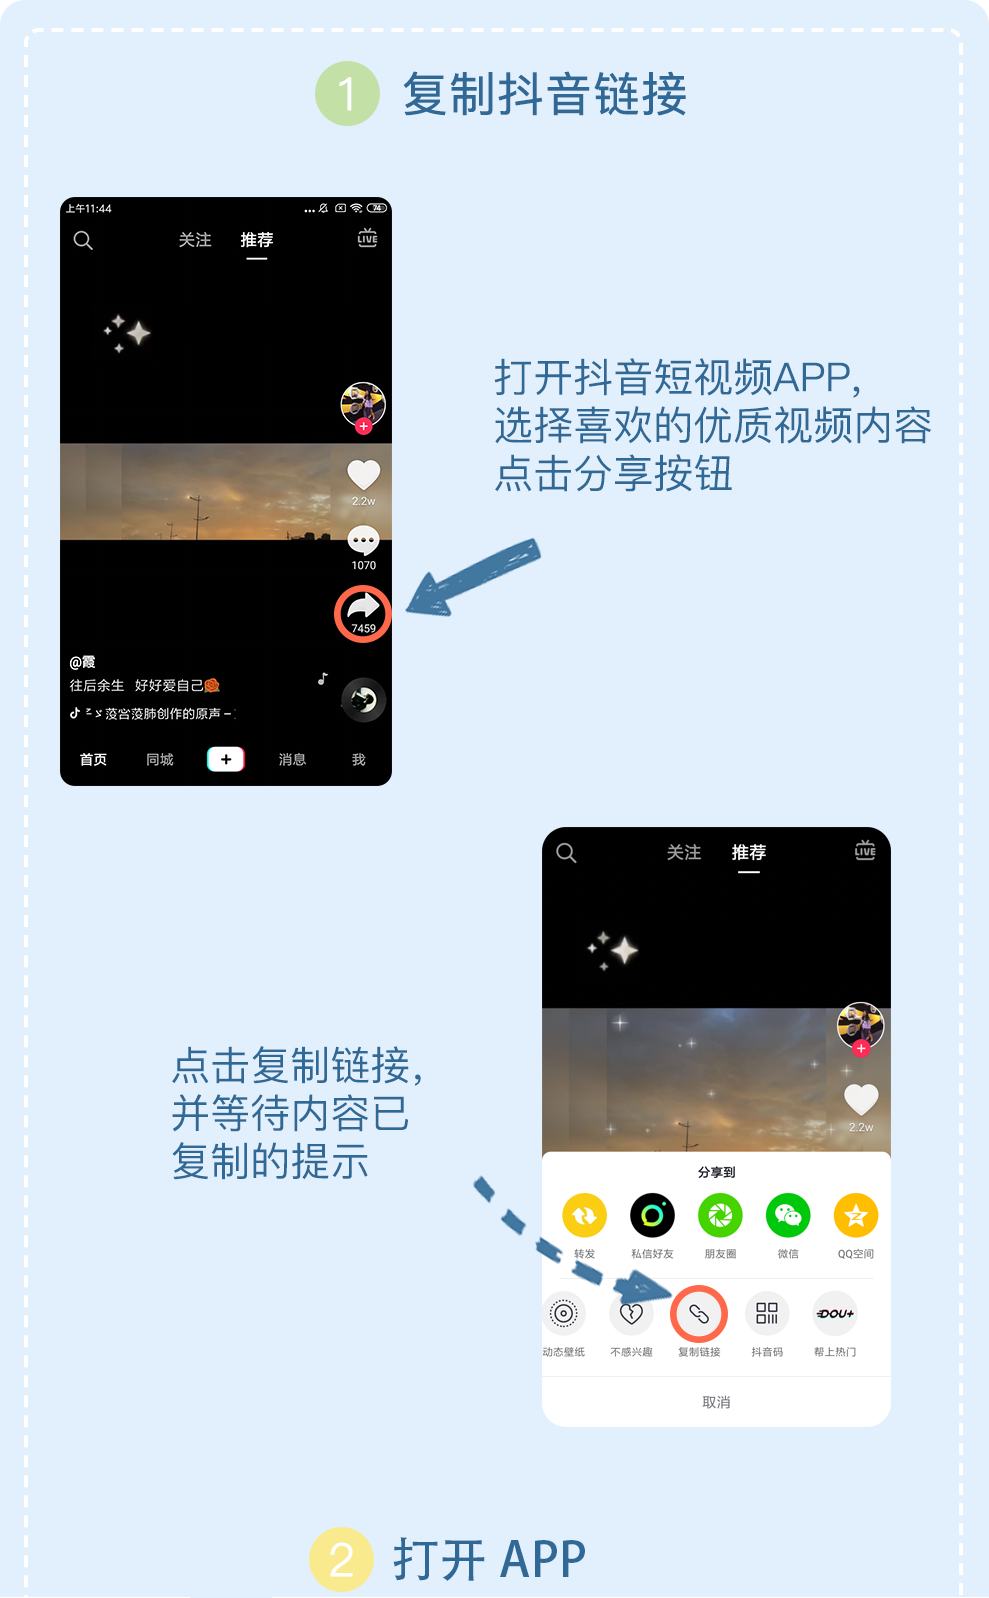 1 复制抖音链接
上午11:44
74
关注 推荐 LIVE
打开抖音短视频APP,
选择喜欢的优质视频内容
点击分享按钮
2.2w
1070
7459
@霞
往后余生 好好爱自己
创作的原声 –
首页 同城 消息 我
关注 推荐 LIVE
点击复制链接,
并等待内容已
复制的提示
2.2w
分享到
转发 私信好友 朋友圈 微信 QQ空间
DOU+
动态壁纸 不感兴趣 复制链接 抖音码 帮上热门
取消
2 打开 APP